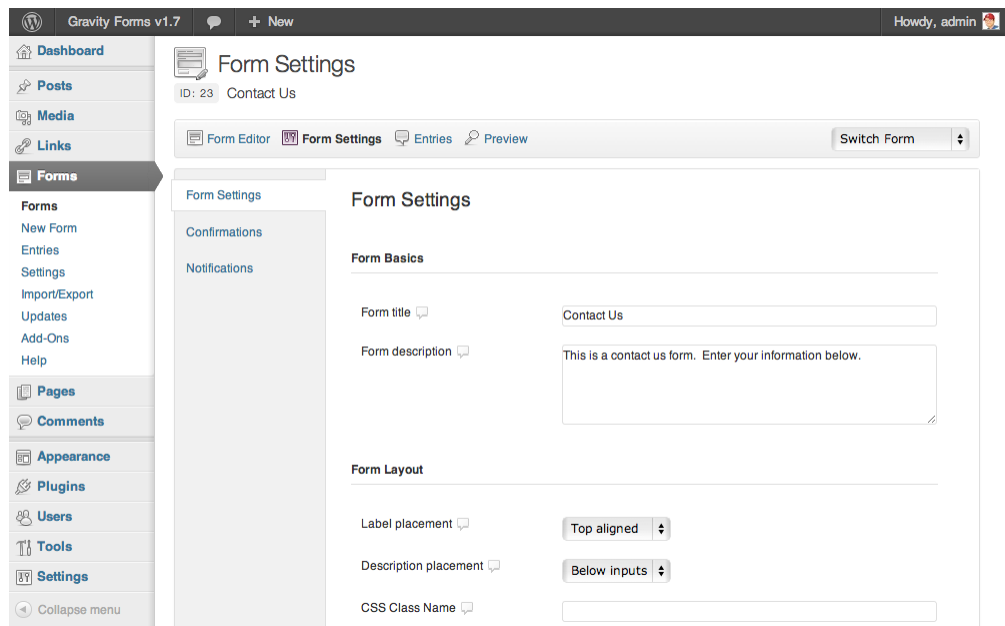 Gravity Forms v1.7
+ New
Howdy, admin
Dashboard
Posts
Media
Links
Forms
Forms
New Form
Entries
Settings
Import/Export
Updates
Add-Ons
Help
Pages
Comments
Appearance
Plugins
Users
Tools
Settings
Collapse menu
Form Settings
ID: 23 Contact Us
Form Editor Form Settings Entries Preview Switch Form
Form Settings
Confirmations
Notifications
Form Settings
Form Basics
Form title Contact Us
Form description This is a contact us form. Enter your information below.
Form Layout
Label placement Top aligned
Description placement Below inputs
CSS Class Name